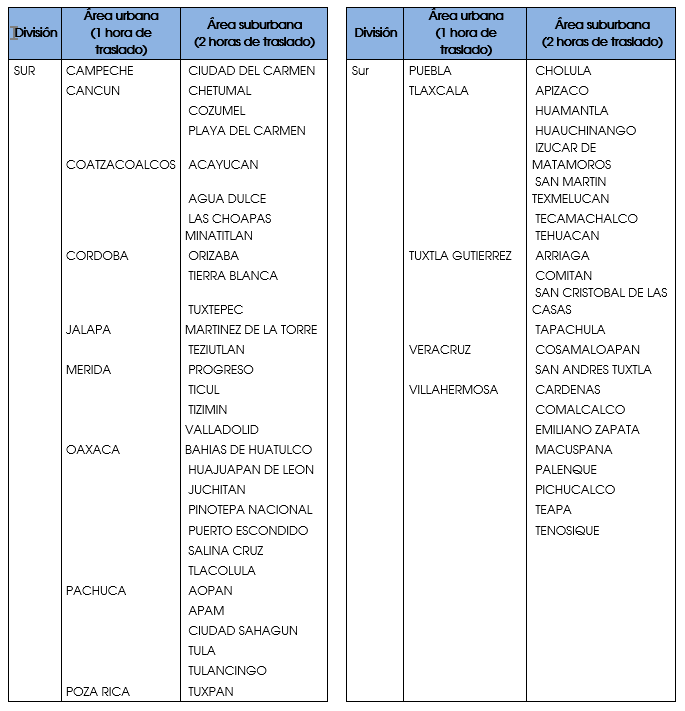 División Área urbana (1 hora de traslado) Área suburbana (2 horas de traslado)
SUR CAMPECHE CIUDAD DEL CARMEN
CANCUN CHETUMAL
COZUMEL
PLAYA DEL CARMEN
COATZACOALCOS ACAYUCAN
AGUA DULCE
LAS CHOAPAS
MINATITLAN
CORDOBA ORIZABA
TIERRA BLANCA
TUXTEPEC
JALAPA MARTINEZ DE LA TORRE
TEZIUTLAN
MERIDA PROGRESO
TICUL
TIZIMIN
VALLADOLID
OAXACA BAHIAS DE HUATULCO
HUAJUAPAN DE LEON
JUCHITAN
PINOTEPA NACIONAL
PUERTO ESCONDIDO
SALINA CRUZ
TLACOLULA
PACHUCA AOPAN
APAM
CIUDAD SAHAGUN
TULA
TULANCINGO
POZA RICA TUXPAN
División Área urbana (1 hora de traslado) Área suburbana (2 horas de traslado)
Sur PUEBLA CHOLULA
TLAXCALA APIZACO
HUAMANTLA
HUAUCHINANGO
IZUCAR DE
MATAMOROS
SAN MARTIN
TEXMELUCAN
TECAMACHALCO
TEHUACAN
TUXTLA GUTIERREZ ARRIAGA
COMITAN
SAN CRISTOBAL DE LAS
CASAS
TAPACHULA
VERACRUZ COSAMALOAPAN
SAN ANDRES TUXTLA
VILLAHERMOSA CARDENAS
COMALCALCO
EMILIANO ZAPATA
MACUSPANA
PALENQUE
PICHUCALCO
TEAPA
TENOSIQUE